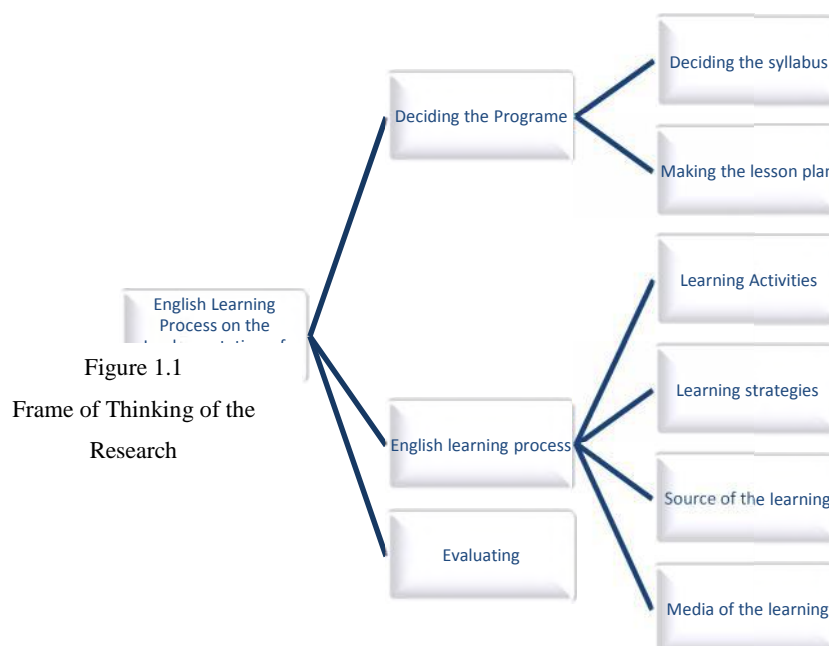 Deciding the syllabus
Deciding the Programe
Making the lesson plan
English Learning
Process on the
Learning Activities
Figure 1.1
Frame of Thinking of the
Research
Learning strategies
English learning process
Source of the learning
Evaluating
Media of the learning